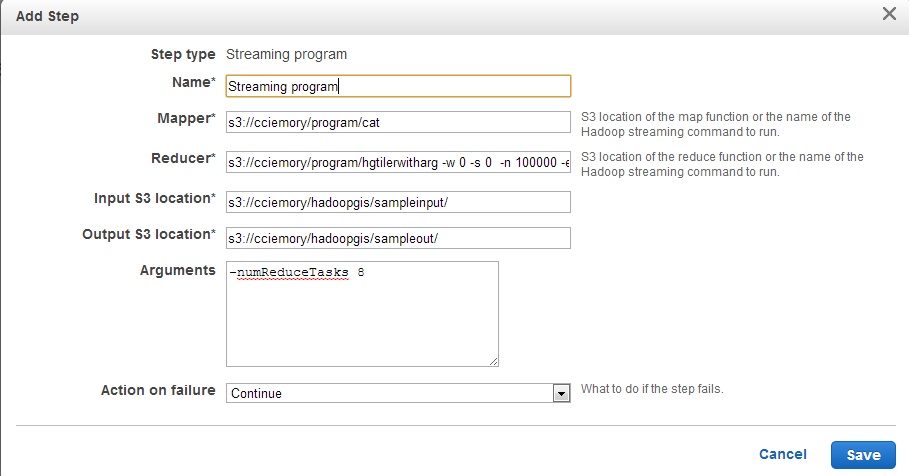 Add Step
Step type Streaming program
Name* Streaming program
Mapper* s3://cciemory/program/cat S3 location of the map function or the name of the
Hadoop streaming command to run.
Reducer* s3://cciemory/program/hgtilerwitharg -w 0 -s 0  -n 100000 -e S3 location of the reduce function or the name of the
Hadoop streaming command to run.
Input S3 location* s3://cciemory/hadoopgis/sampleinput/
Output S3 location* s3://cciemory/hadoopgis/sampleout/
Arguments -numReduceTasks 8
Action on failure Continue What to do if the step fails.
Cancel Save